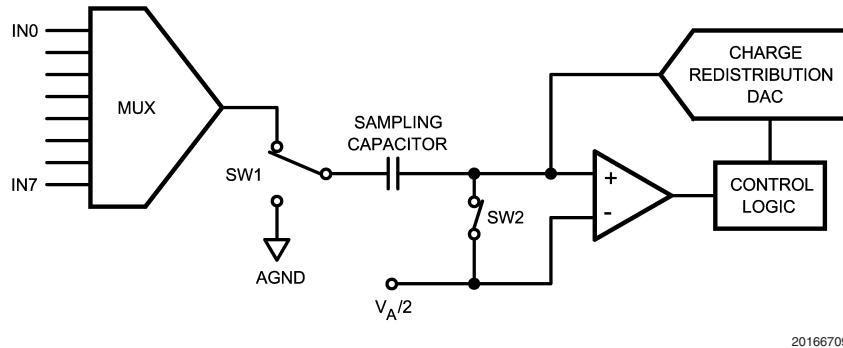 IN0
MUX
IN7
SW1
AGND
SAMPLING
CAPACITOR
SW2
V_A/2
+
-
CHARGE
REDISTRIBUTION
DAC
CONTROL
LOGIC